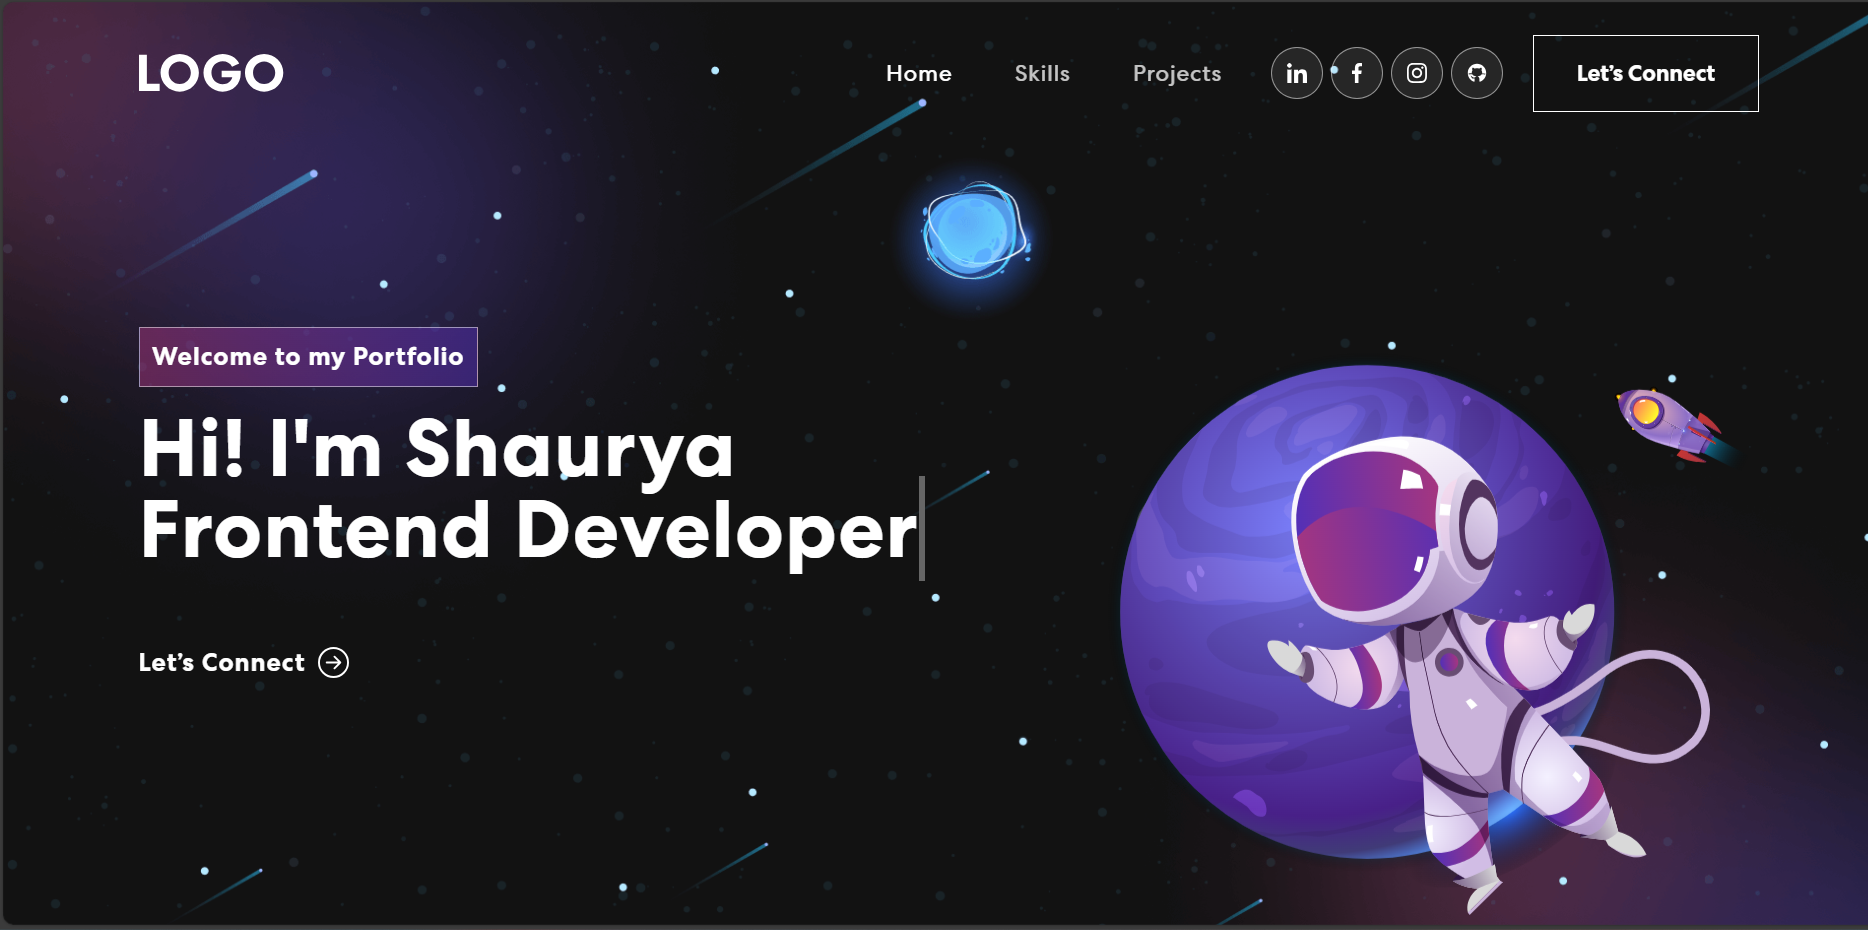 LOGO
Home Skills Projects in f Let’s Connect
Welcome to my Portfolio
Hi! I'm Shaurya
Frontend Developer
Let’s Connect